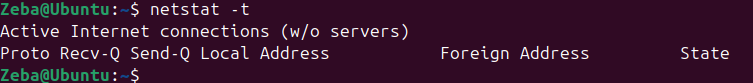 Zeba@Ubuntu:~$ netstat -t
Active Internet connections (w/o servers)
Proto Recv-Q Send-Q Local Address           Foreign Address         State
Zeba@Ubuntu:~$